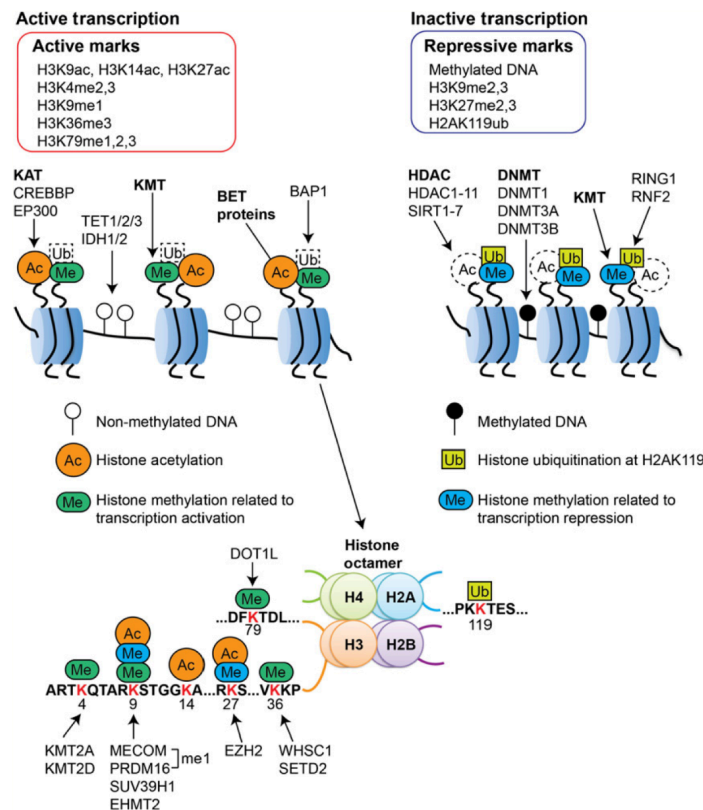 Active transcription
Active marks
H3K9ac, H3K14ac, H3K27ac
H3K4me2,3
H3K9me1
H3K36me3
H3K79me1,2,3
Inactive transcription
Repressive marks
Methylated DNA
H3K9me2,3
H3K27me2,3
H2AK119ub
KAT
CREBBP
EP300
TET1/2/3
IDH1/2
KMT
BET
proteins
BAP1
HDAC
HDAC1-11
SIRT1-7
DNMT
DNMT1
DNMT3A
DNMT3B
KMT
RING1
RNF2
Ac
Ub
Me
Ub
Me
Ac
Ac
Ub
Me
Ac
Ub
Me
Ac
Ub
Me
Me
Ub
Ac
Non-methylated DNA
Ac
Histone acetylation
Me
Histone methylation related to
transcription activation
Methylated DNA
Ub
Histone ubiquitination at H2AK119
Me
Histone methylation related to
transcription repression
Histone
octamer
H4
H2A
H3
H2B
DOT1L
Me
...DFKTDL...
79
Ub
...PKKTES...
119
Me
Ac
Me
Me
Ac
Ac
Me
Me
ARTKQTARKSTGGKA...RKS...VKKP
4
9
14
27
36
KMT2A
KMT2D
MECOM
PRDM16
me1
SUV39H1
EHMT2
EZH2
WHSC1
SETD2